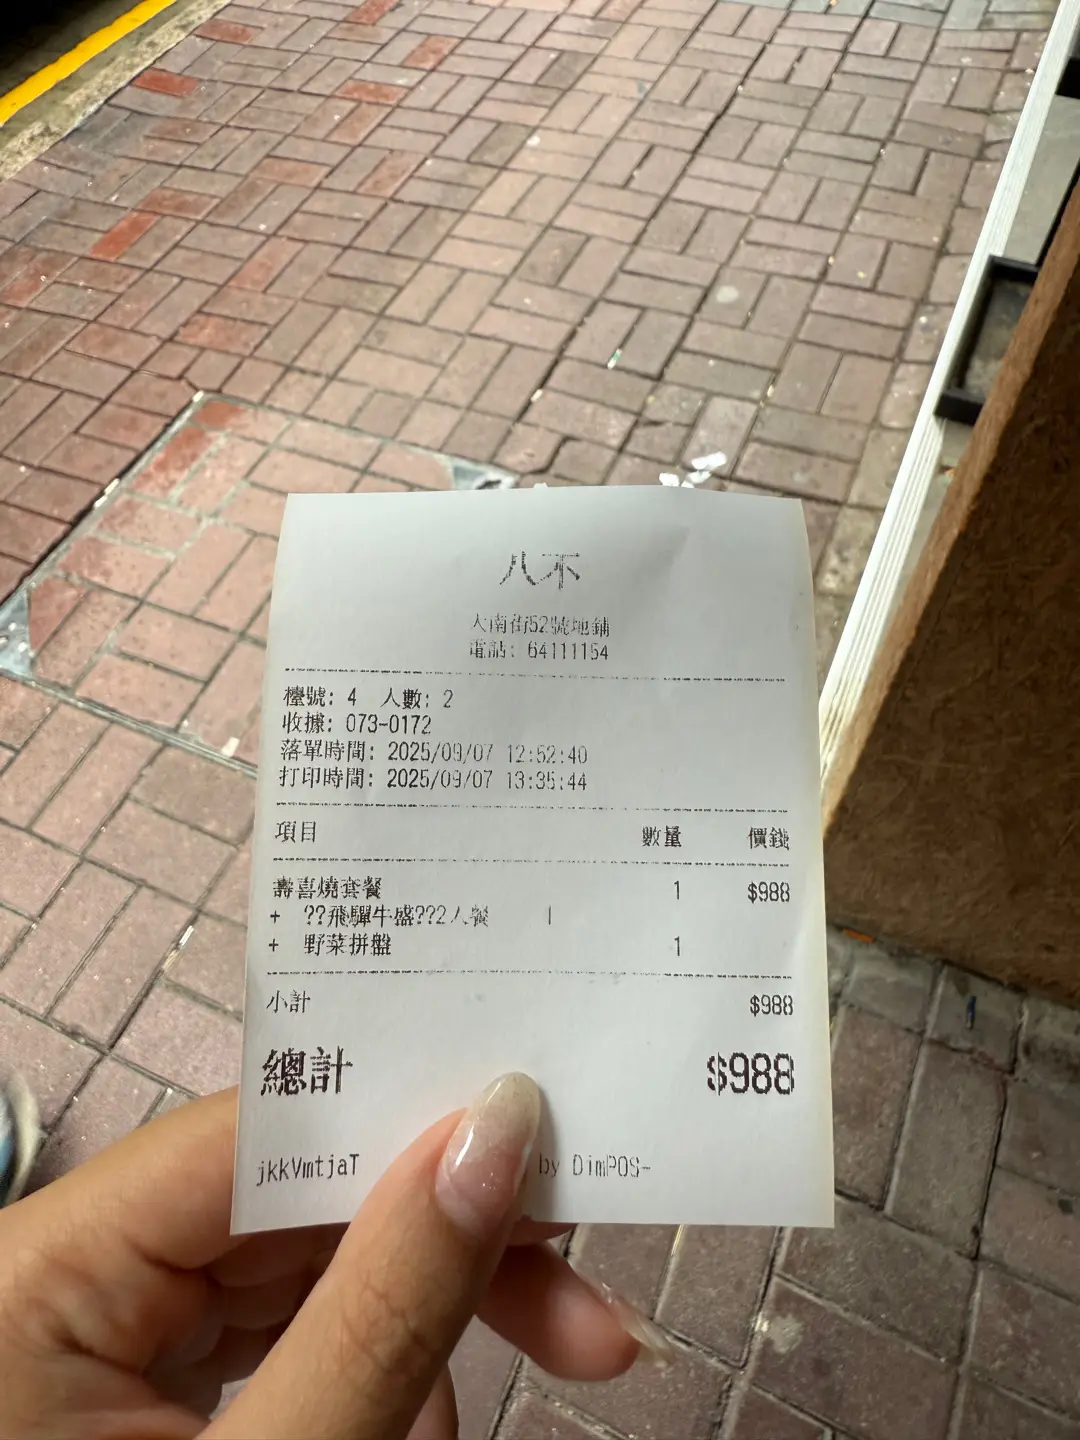 八不
大南街52號地鋪
電話: 64111154
檯號: 4 人數: 2
收據: 073-0172
落單時間: 2025/09/07 12:52:40
打印時間: 2025/09/07 13:35:44
項目 數量 價錢
壽喜燒套餐 1 $988
+ ??飛驒牛盛??2人餐 1
+ 野菜拼盤 1
小計 $988
總計 $988
jkkVmtjaT by DimPOS-